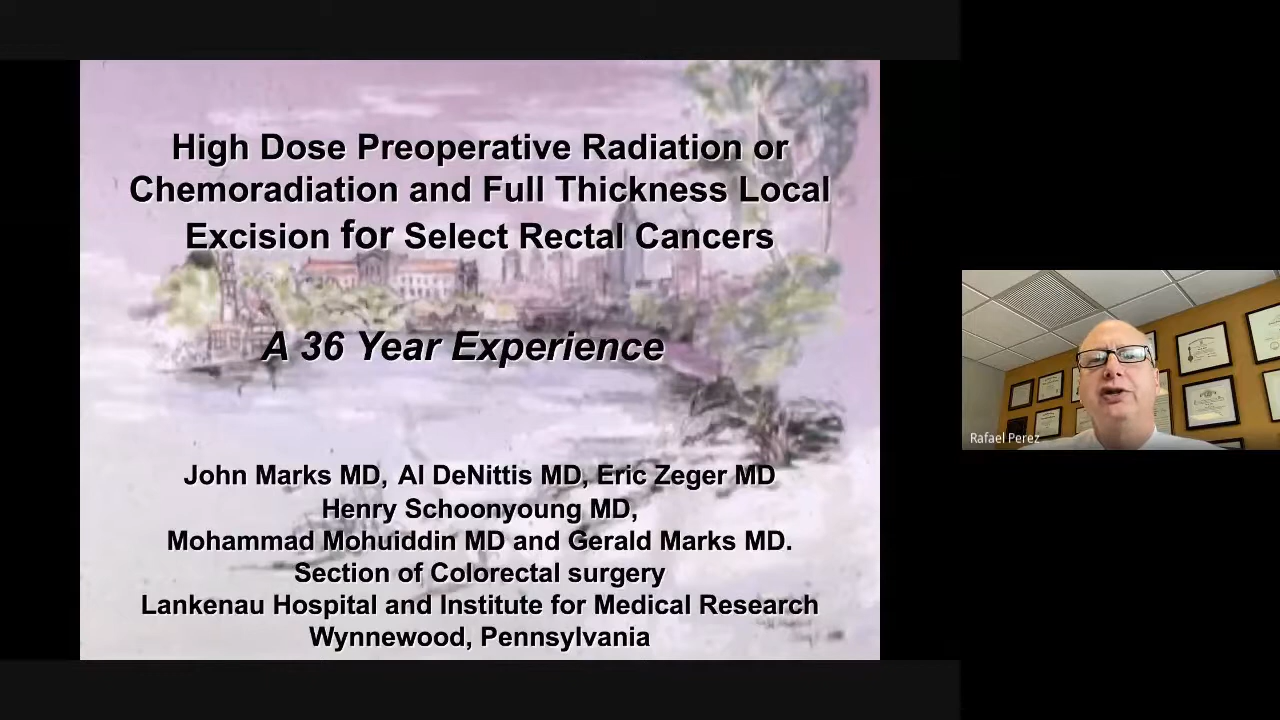 High Dose Preoperative Radiation or
Chemoradiation and Full Thickness Local
Excision for Select Rectal Cancers
A 36 Year Experience
John Marks MD, Al DeNittis MD, Eric Zeger MD
Henry Schoonyoung MD,
Mohammad Mohuiddin MD and Gerald Marks MD.
Section of Colorectal surgery
Lankenau Hospital and Institute for Medical Research
Wynnewood, Pennsylvania
Rafael Perez